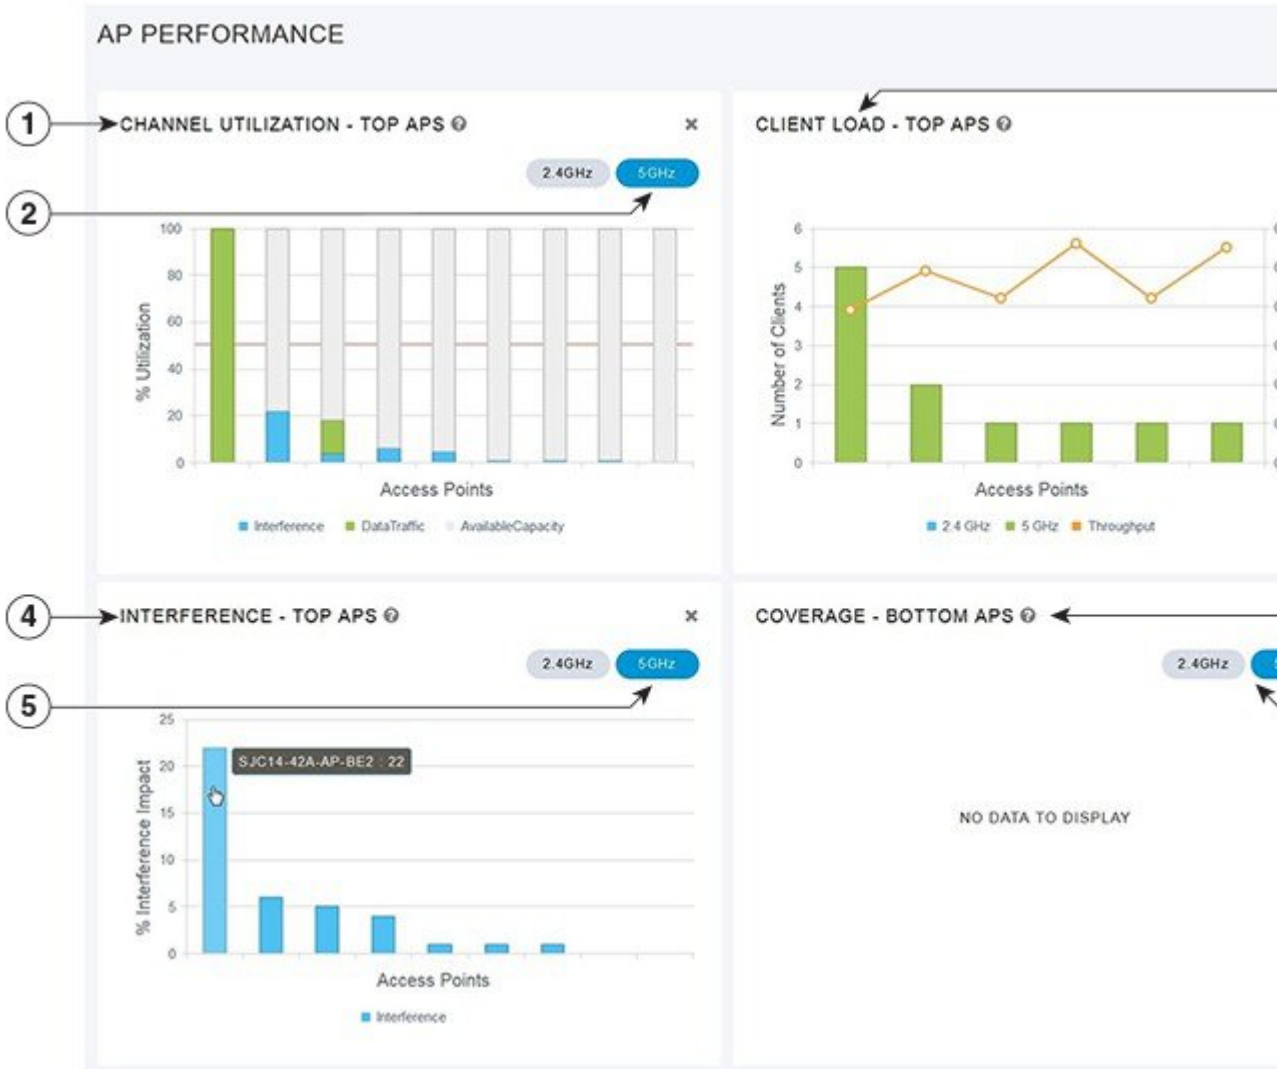 AP PERFORMANCE
1
CHANNEL UTILIZATION - TOP APS ?
×
2.4GHz
5GHz
2
100
80
60
40
20
0
% Utilization
Access Points
Interference DataTraffic AvailableCapacity
CLIENT LOAD - TOP APS ?
6
5
4
3
2
1
0
Number of Clients
Access Points
2.4 GHz 5 GHz Throughput
4
INTERFERENCE - TOP APS ?
×
2.4GHz
5GHz
5
25
20
15
10
5
0
% Interference Impact
SJC14-42A-AP-BE2 : 22
Access Points
Interference
COVERAGE - BOTTOM APS ?
2.4GHz
NO DATA TO DISPLAY